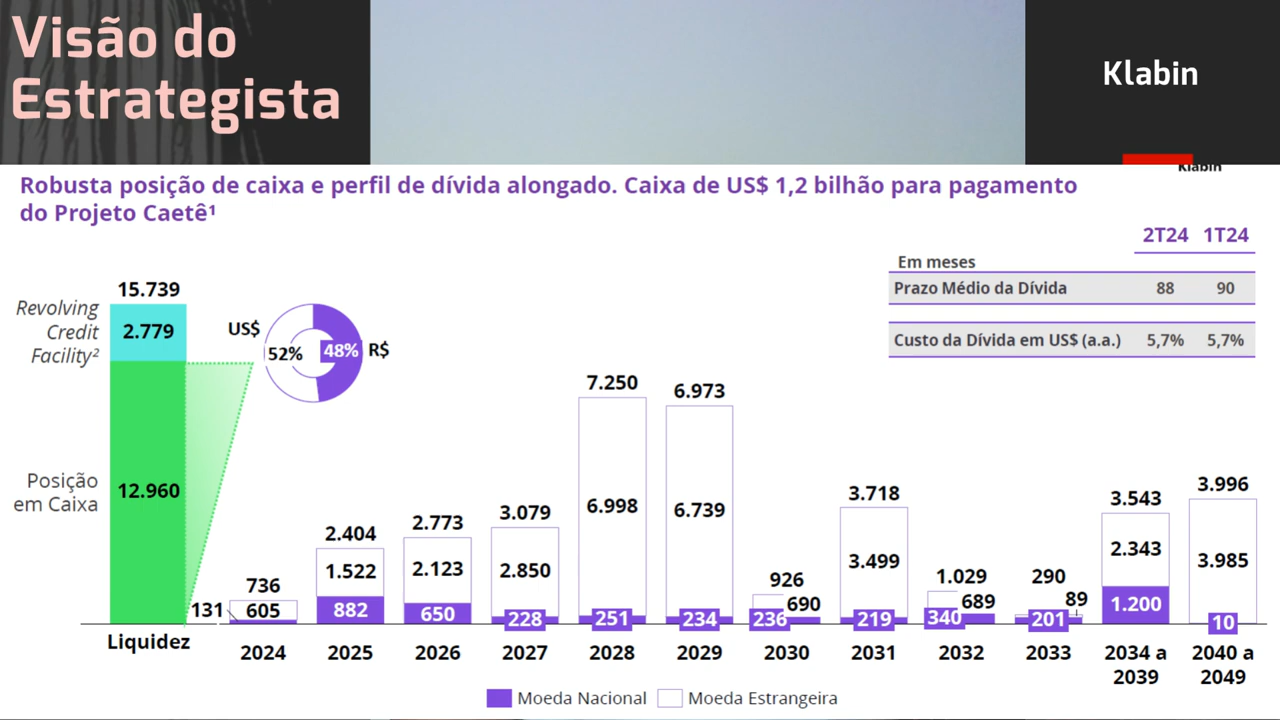 Visão do
Estrategista
Klabin
Klabin
Robusta posição de caixa e perfil de dívida alongado. Caixa de US$ 1,2 bilhão para pagamento
do Projeto Caetê¹
2T24 1T24
Em meses
Prazo Médio da Dívida 88 90
Custo da Dívida em US$ (a.a.) 5,7% 5,7%
15.739
Revolving
Credit
Facility²
2.779
Posição
em Caixa
12.960
Liquidez
US$
52%
48%
R$
736
131
605
2024
2.404
1.522
882
2025
2.773
2.123
650
2026
3.079
2.850
228
2027
7.250
6.998
251
2028
6.973
6.739
234
2029
926
690
236
2030
3.718
3.499
219
2031
1.029
689
340
2032
290
89
201
2033
3.543
2.343
1.200
2034 a
2039
3.996
3.985
10
2040 a
2049
Moeda Nacional
Moeda Estrangeira